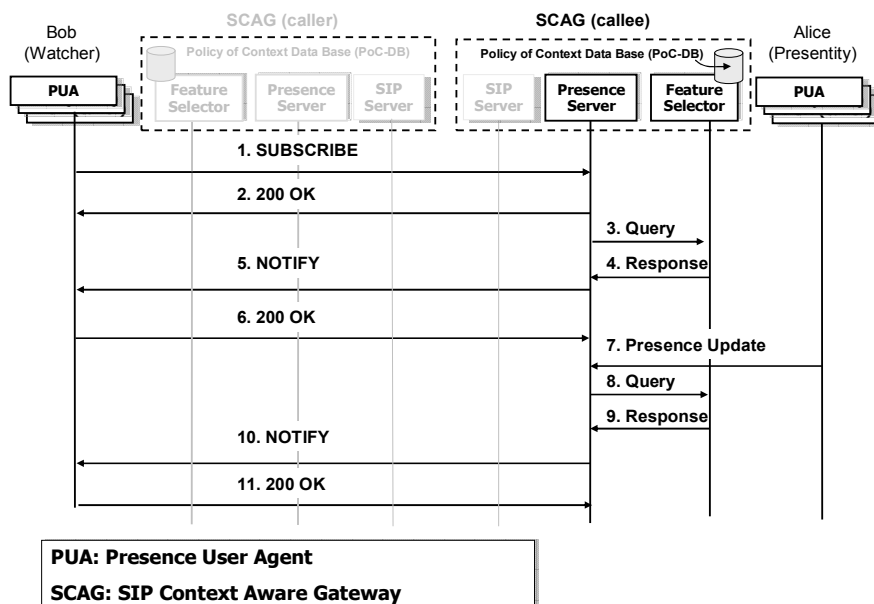 SCAG (caller)
SCAG (callee)
Bob
(Watcher)
Alice
(Presentity)
Policy of Context Data Base (PoC-DB)
Policy of Context Data Base (PoC-DB)
PUA
Feature
Selector
Presence
Server
SIP
Server
SIP
Server
Presence
Server
Feature
Selector
PUA
1. SUBSCRIBE
2. 200 OK
3. Query
5. NOTIFY
4. Response
6. 200 OK
7. Presence Update
8. Query
9. Response
10. NOTIFY
11. 200 OK
PUA: Presence User Agent
SCAG: SIP Context Aware Gateway